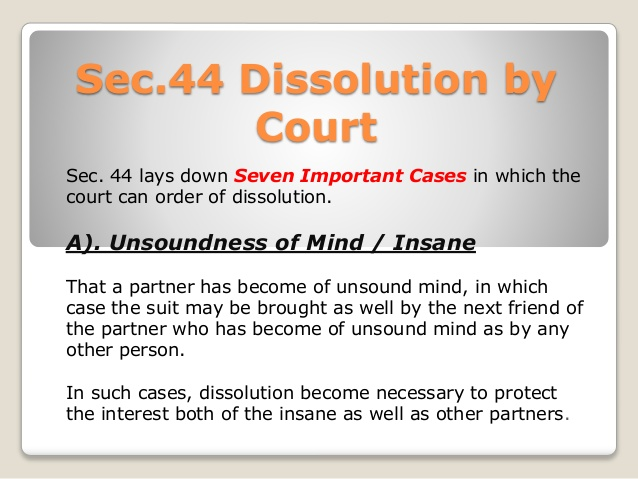 Sec.44 Dissolution by
Court
Sec. 44 lays down Seven Important Cases in which the
court can order of dissolution.
A). Unsoundness of Mind / Insane
That a partner has become of unsound mind, in which
case the suit may be brought as well by the next friend of
the partner who has become of unsound mind as by any
other person.
In such cases, dissolution become necessary to protect
the interest both of the insane as well as other partners.